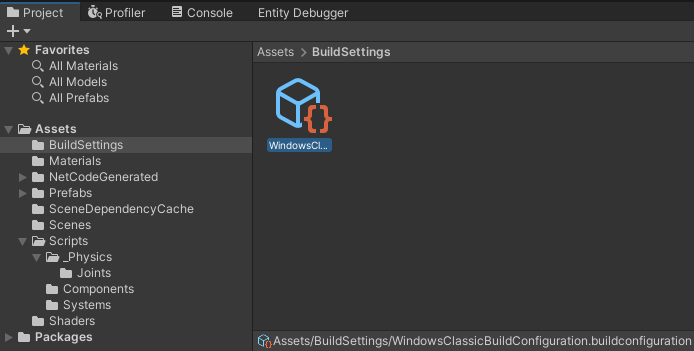 Project Profiler Console Entity Debugger
Favorites
All Materials
All Models
All Prefabs
Assets
BuildSettings
Materials
NetCodeGenerated
Prefabs
SceneDependencyCache
Scenes
Scripts
_Physics
Joints
Components
Systems
Shaders
Packages
Assets > BuildSettings
WindowsCl...
Assets/BuildSettings/WindowsClassicBuildConfiguration.buildconfiguration